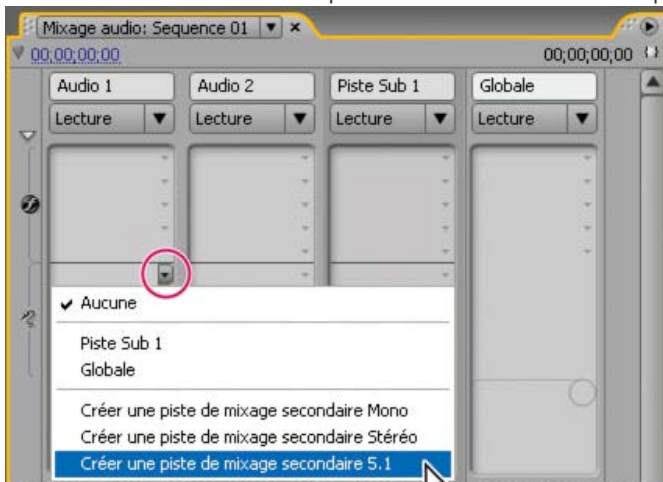 Mixage audio: Sequence 01
00;00;00;00 00;00;00;00
Audio 1 Audio 2 Piste Sub 1 Globale
Lecture Lecture Lecture Lecture
Aucune
Piste Sub 1
Globale
Créer une piste de mixage secondaire Mono
Créer une piste de mixage secondaire Stéréo
Créer une piste de mixage secondaire 5.1